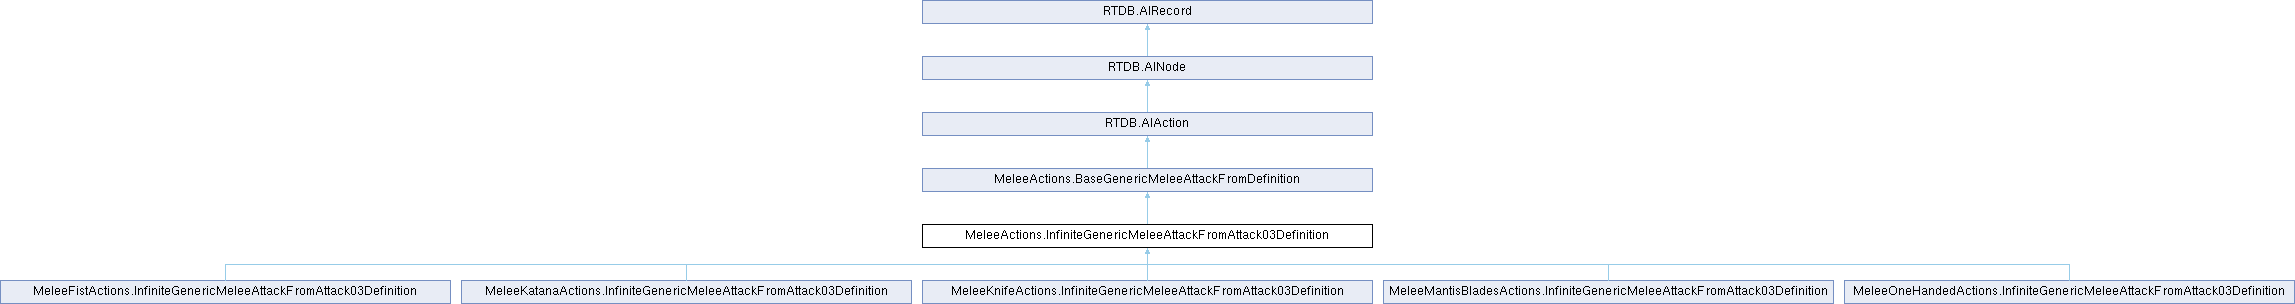 RTDB.AIRecord
RTDB.AINode
RTDB.AIAction
MeleeActions.BaseGenericMeleeAttackFromDefinition
MeleeActions.InfiniteGenericMeleeAttackFromAttack03Definition
MeleeFistActions.InfiniteGenericMeleeAttackFromAttack03Definition
MeleeKatanaActions.InfiniteGenericMeleeAttackFromAttack03Definition
MeleeKnifeActions.InfiniteGenericMeleeAttackFromAttack03Definition
MeleeMantisBladesActions.InfiniteGenericMeleeAttackFromAttack03Definition
MeleeOneHandedActions.InfiniteGenericMeleeAttackFromAttack03Definition